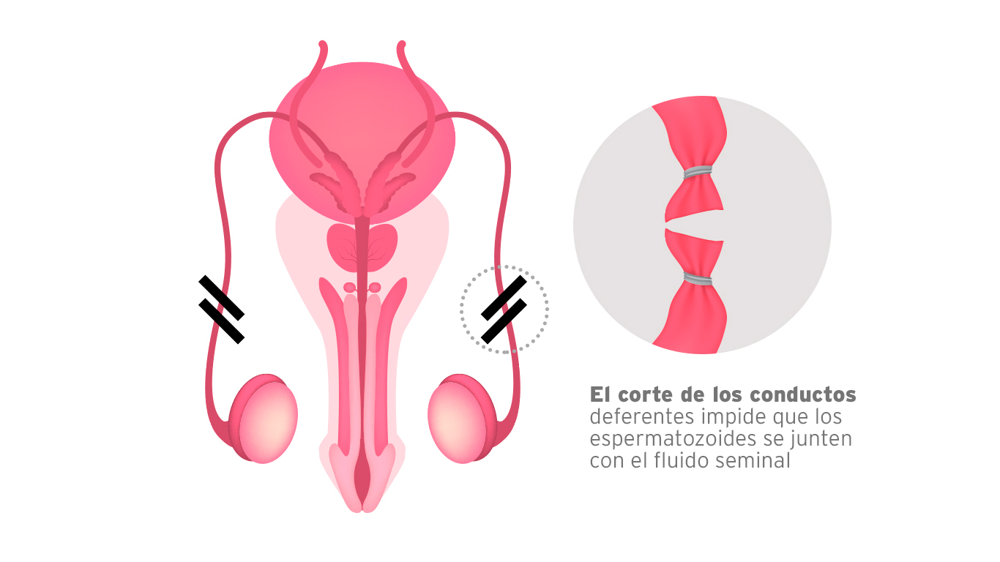 El corte de los conductos
deferentes impide que los
espermatozoides se junten
con el fluido seminal